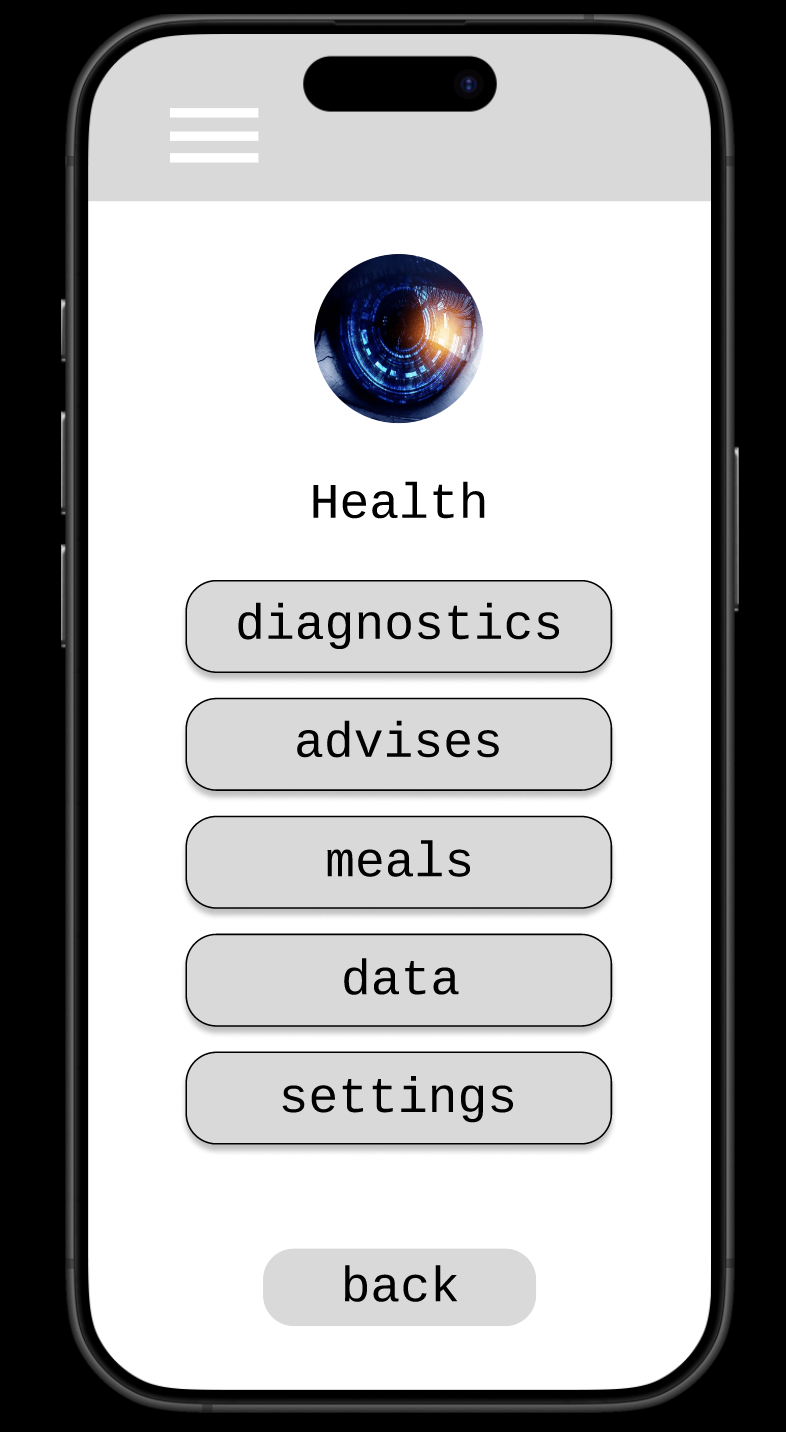 Health
diagnostics
advises
meals
data
settings
back